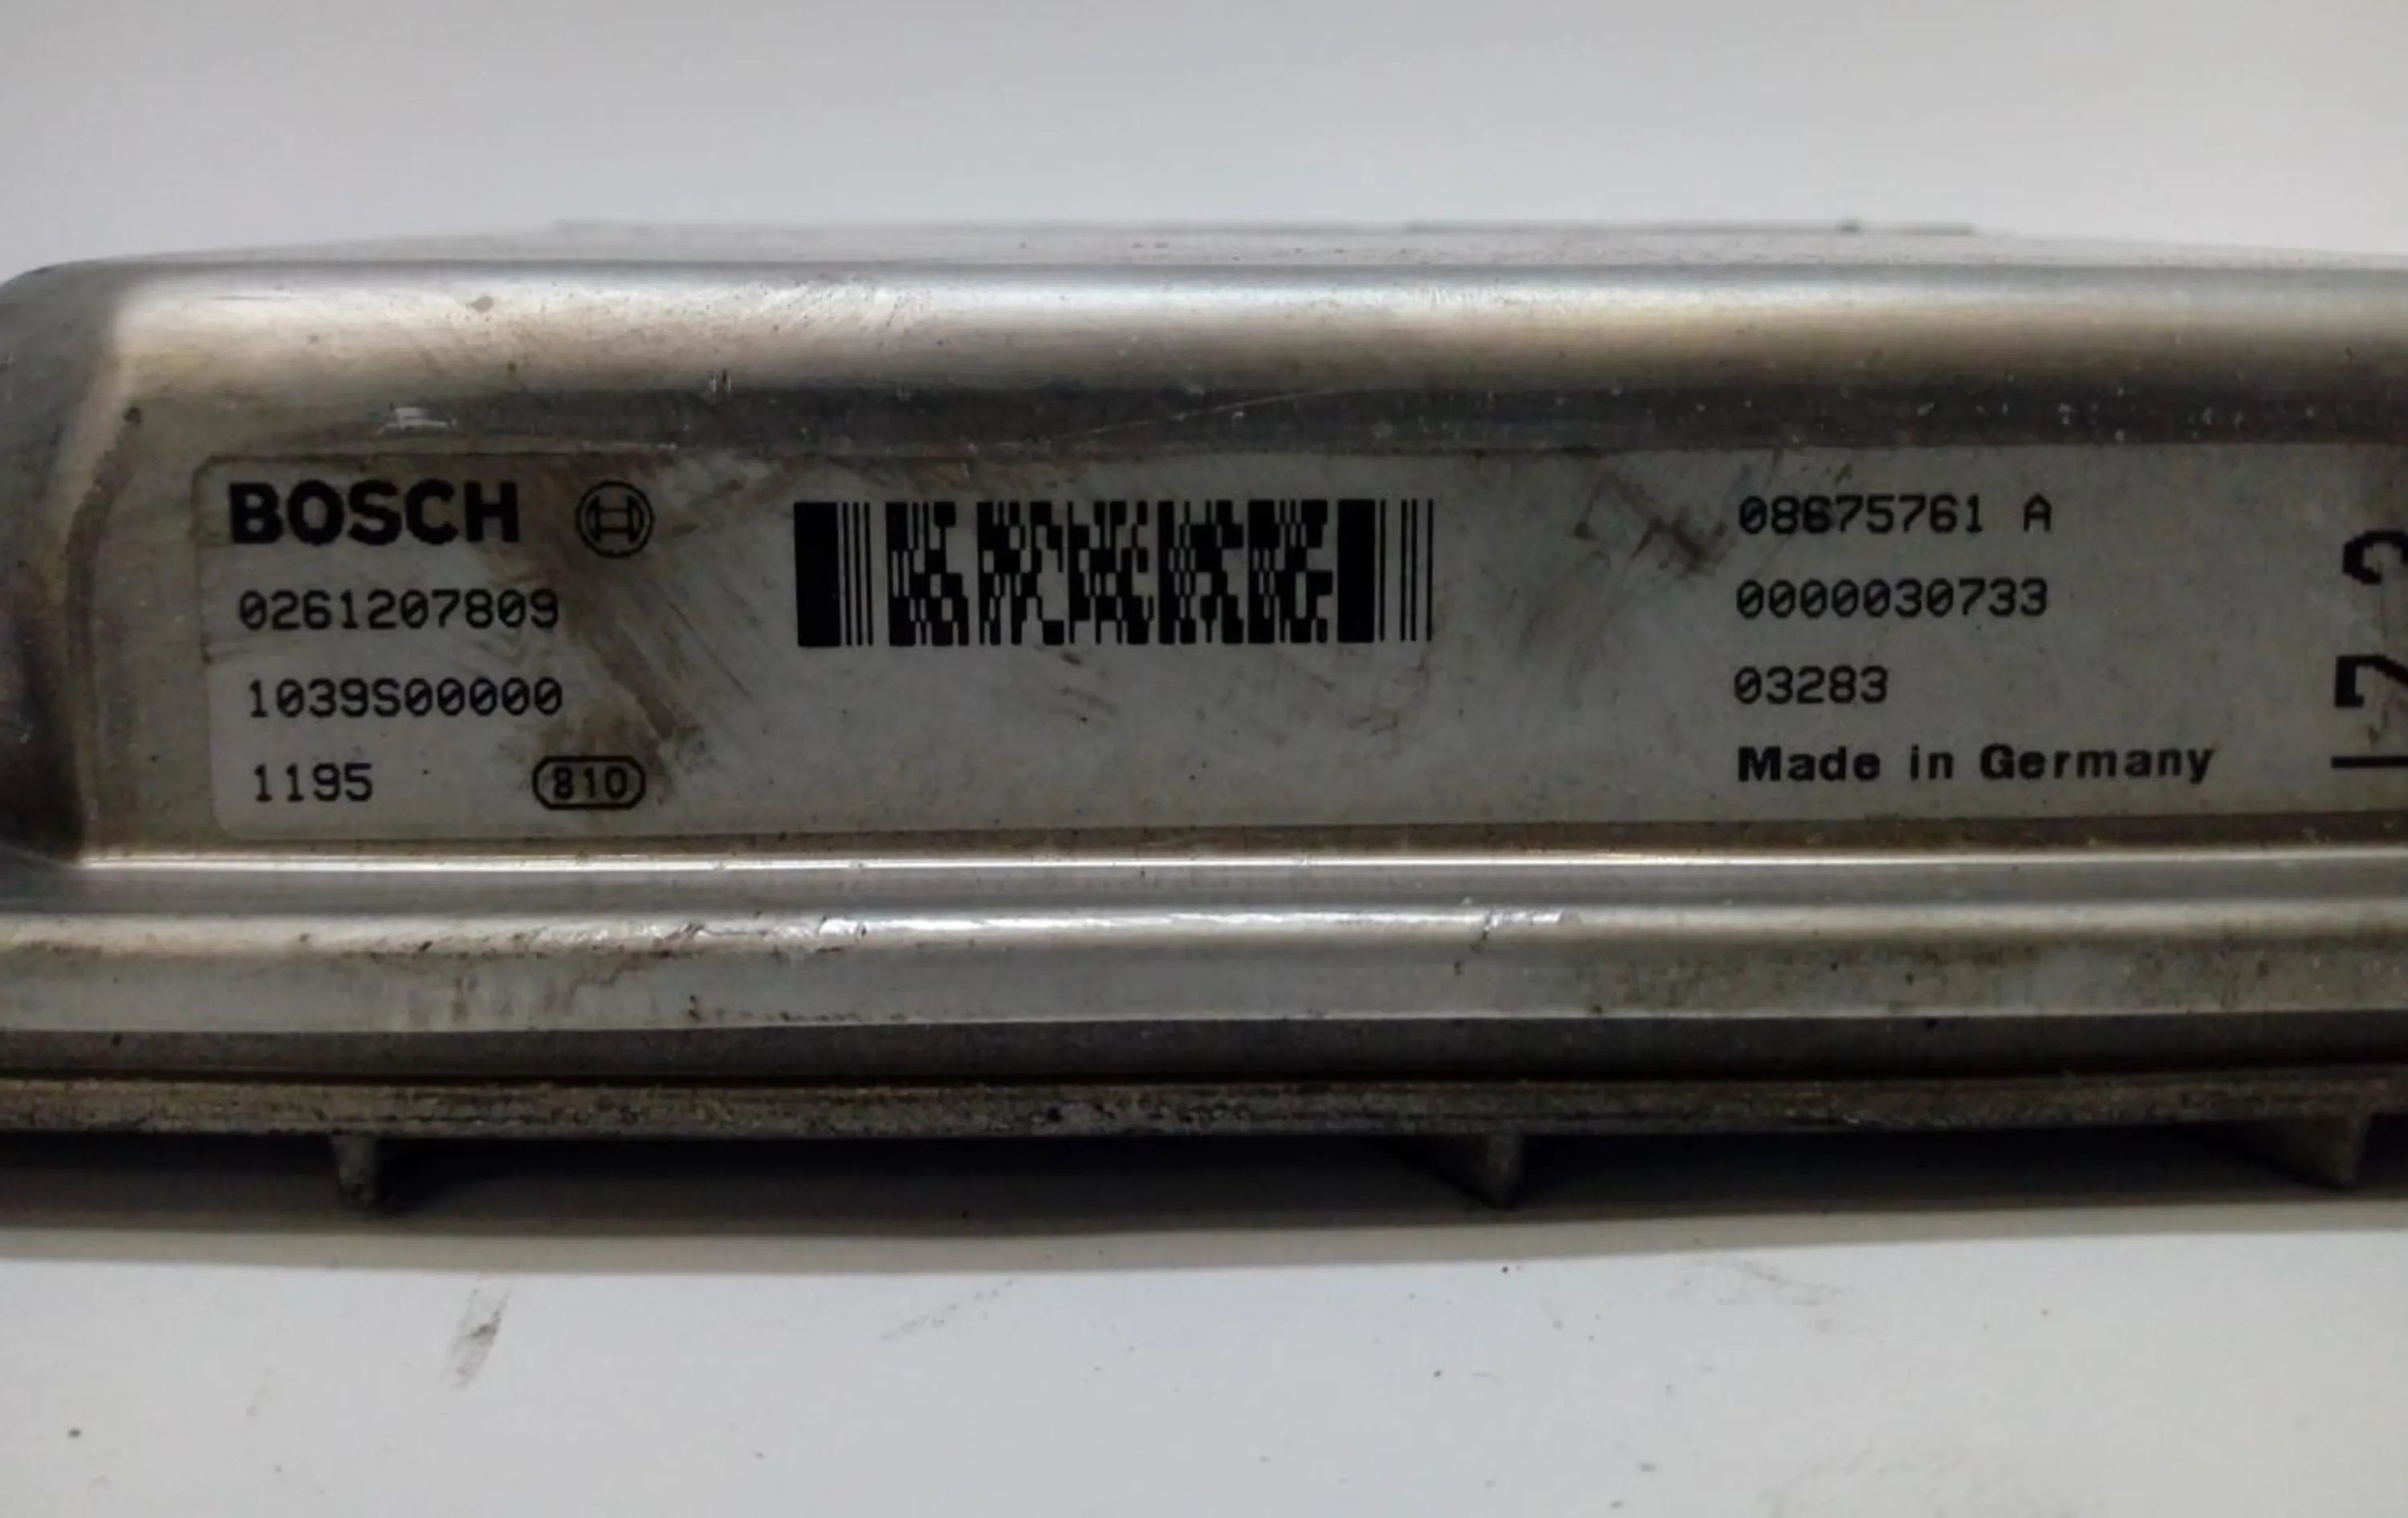 BOSCH
0261207809
1039S00000
1195 810
08675761 A
0000030733
03283
Made in Germany